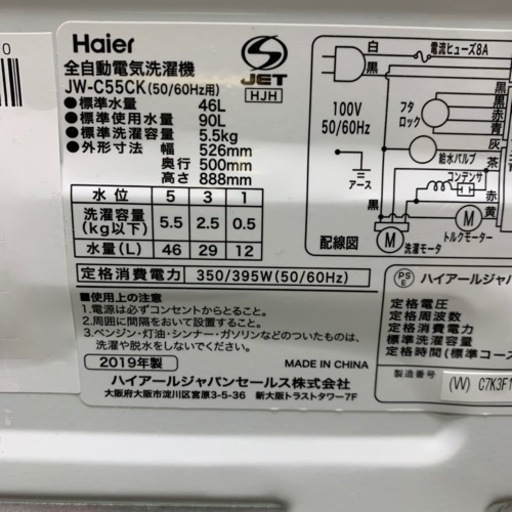 0
Haier
全自動電気洗濯機
JW-C55CK(50/60Hz用)
●標準水量 46L
●標準使用水量 90L
●標準洗濯容量 5.5kg
●外形寸法 幅 526mm
奥行 500mm
高さ 888mm
S
JET
HJH
水位 5 3 1
洗濯容量(kg以下) 5.5 2.5 0.5
水量(L) 46 29 12
定格消費電力 350/395W(50/60Hz)
■使用上の注意
1.電源は必ずコンセントからとること。
2.周囲に間隔をおいて設置すること。
3.ベンジン・灯油・シンナー・ガソリンなどのついたものは、
洗濯や脱水をしないでください。
2019年製
MADE IN CHINA
ハイアールジャパンセールス株式会社
大阪府大阪市淀川区宮原3-5-36 新大阪トラストタワー7F
白
黒
電流ヒューズ8A
100V
50/60Hz
アース
フタ
ロック
黒
黒
赤
青
灰
給水バルブ
茶
コンデンサ
赤
黄
黒
M
洗濯モータ
M
トルクモーター
配線図
PS
E
ハイアールジャパ
定格電圧
定格周波数
定格消費電力
標準洗濯容量
定格時間(標準コース
製造番号
(W) C7K3F1